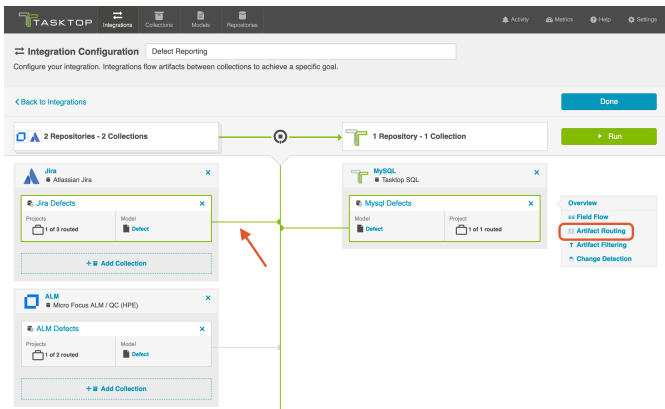 TASKTOP
Integrations
Collections
Models
Repositories
Activity
Metrics
Help
Settings
Integration Configuration
Defect Reporting
Configure your integration. Integrations flow artifacts between collections to achieve a specific goal.
Back to Integrations
Done
2 Repositories - 2 Collections
1 Repository - 1 Collection
Run
Jira
Atlassian Jira
Jira Defects
Projects
1 of 3 routed
Model
Defect
+ Add Collection
MySQL
Tasktop SQL
Mysql Defects
Model
Defect
Project
1 of 1 routed
Overview
Field Flow
Artifact Routing
Artifact Filtering
Change Detection
ALM
Micro Focus ALM / QC (HPE)
ALM Defects
Projects
1 of 2 routed
Model
Defect
+ Add Collection